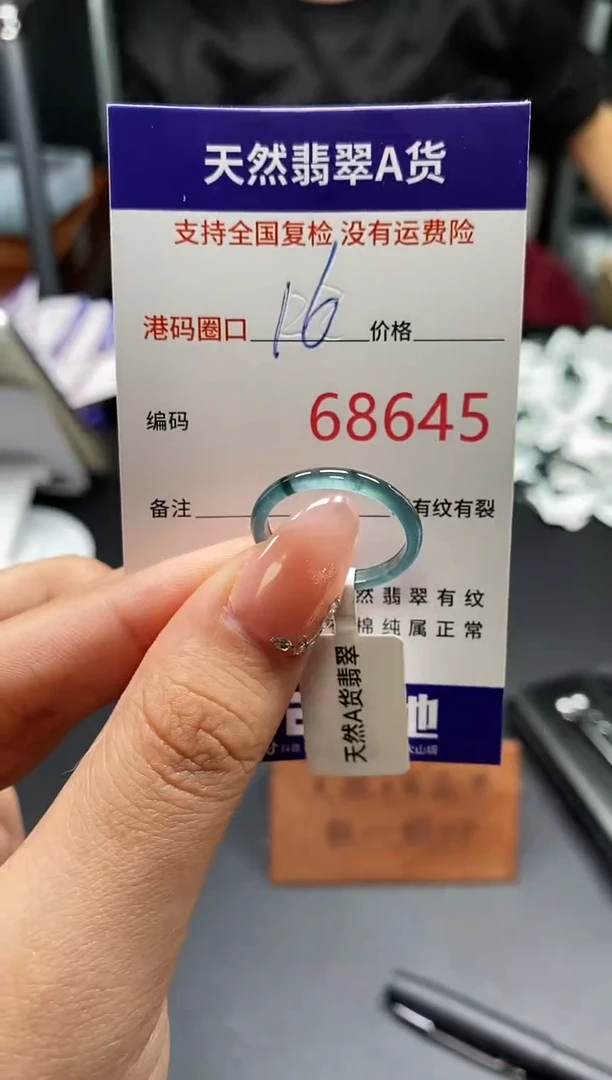 天然翡翠A货
支持全国复检 没有运费险
港码圈口 16 价格
编码 68645
备注 有纹有裂
然翡翠有纹
棉纯属正常
天然A货翡翠